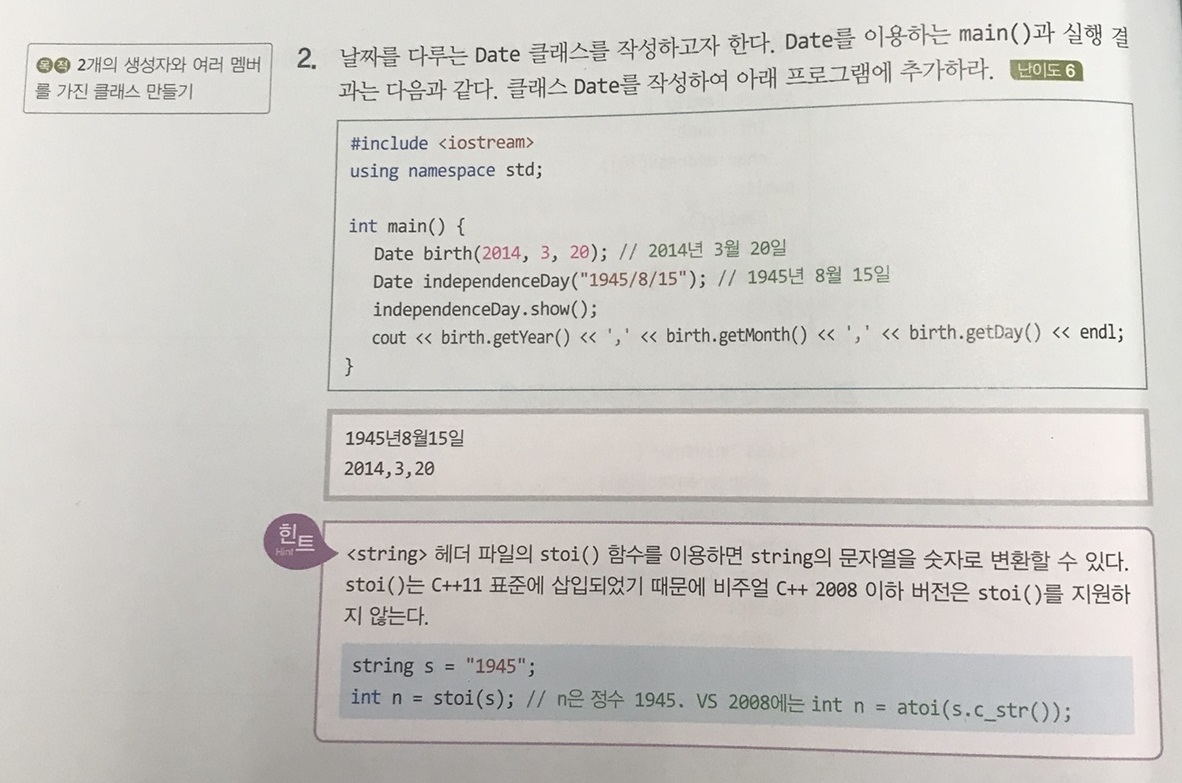 목적 2개의 생성자와 여러 멤버
를 가진 클래스 만들기
2. 날짜를 다루는 Date 클래스를 작성하고자 한다. Date를 이용하는 main()과 실행 결
과는 다음과 같다. 클래스 Date를 작성하여 아래 프로그램에 추가하라. 난이도 6
#include <iostream>
using namespace std;
int main() {
Date birth(2014, 3, 20); // 2014년 3월 20일
Date independenceDay("1945/8/15"); // 1945년 8월 15일
independenceDay.show();
cout << birth.getYear() << ',' << birth.getMonth() << ',' << birth.getDay() << endl;
}
1945년8월15일
2014,3,20
힌트
Hint
<string> 헤더 파일의 stoi() 함수를 이용하면 string의 문자열을 숫자로 변환할 수 있다.
stoi()는 C++11 표준에 삽입되었기 때문에 비주얼 C++ 2008 이하 버전은 stoi()를 지원하
지 않는다.
string s = "1945";
int n = stoi(s); // n은 정수 1945. VS 2008에는 int n = atoi(s.c_str());